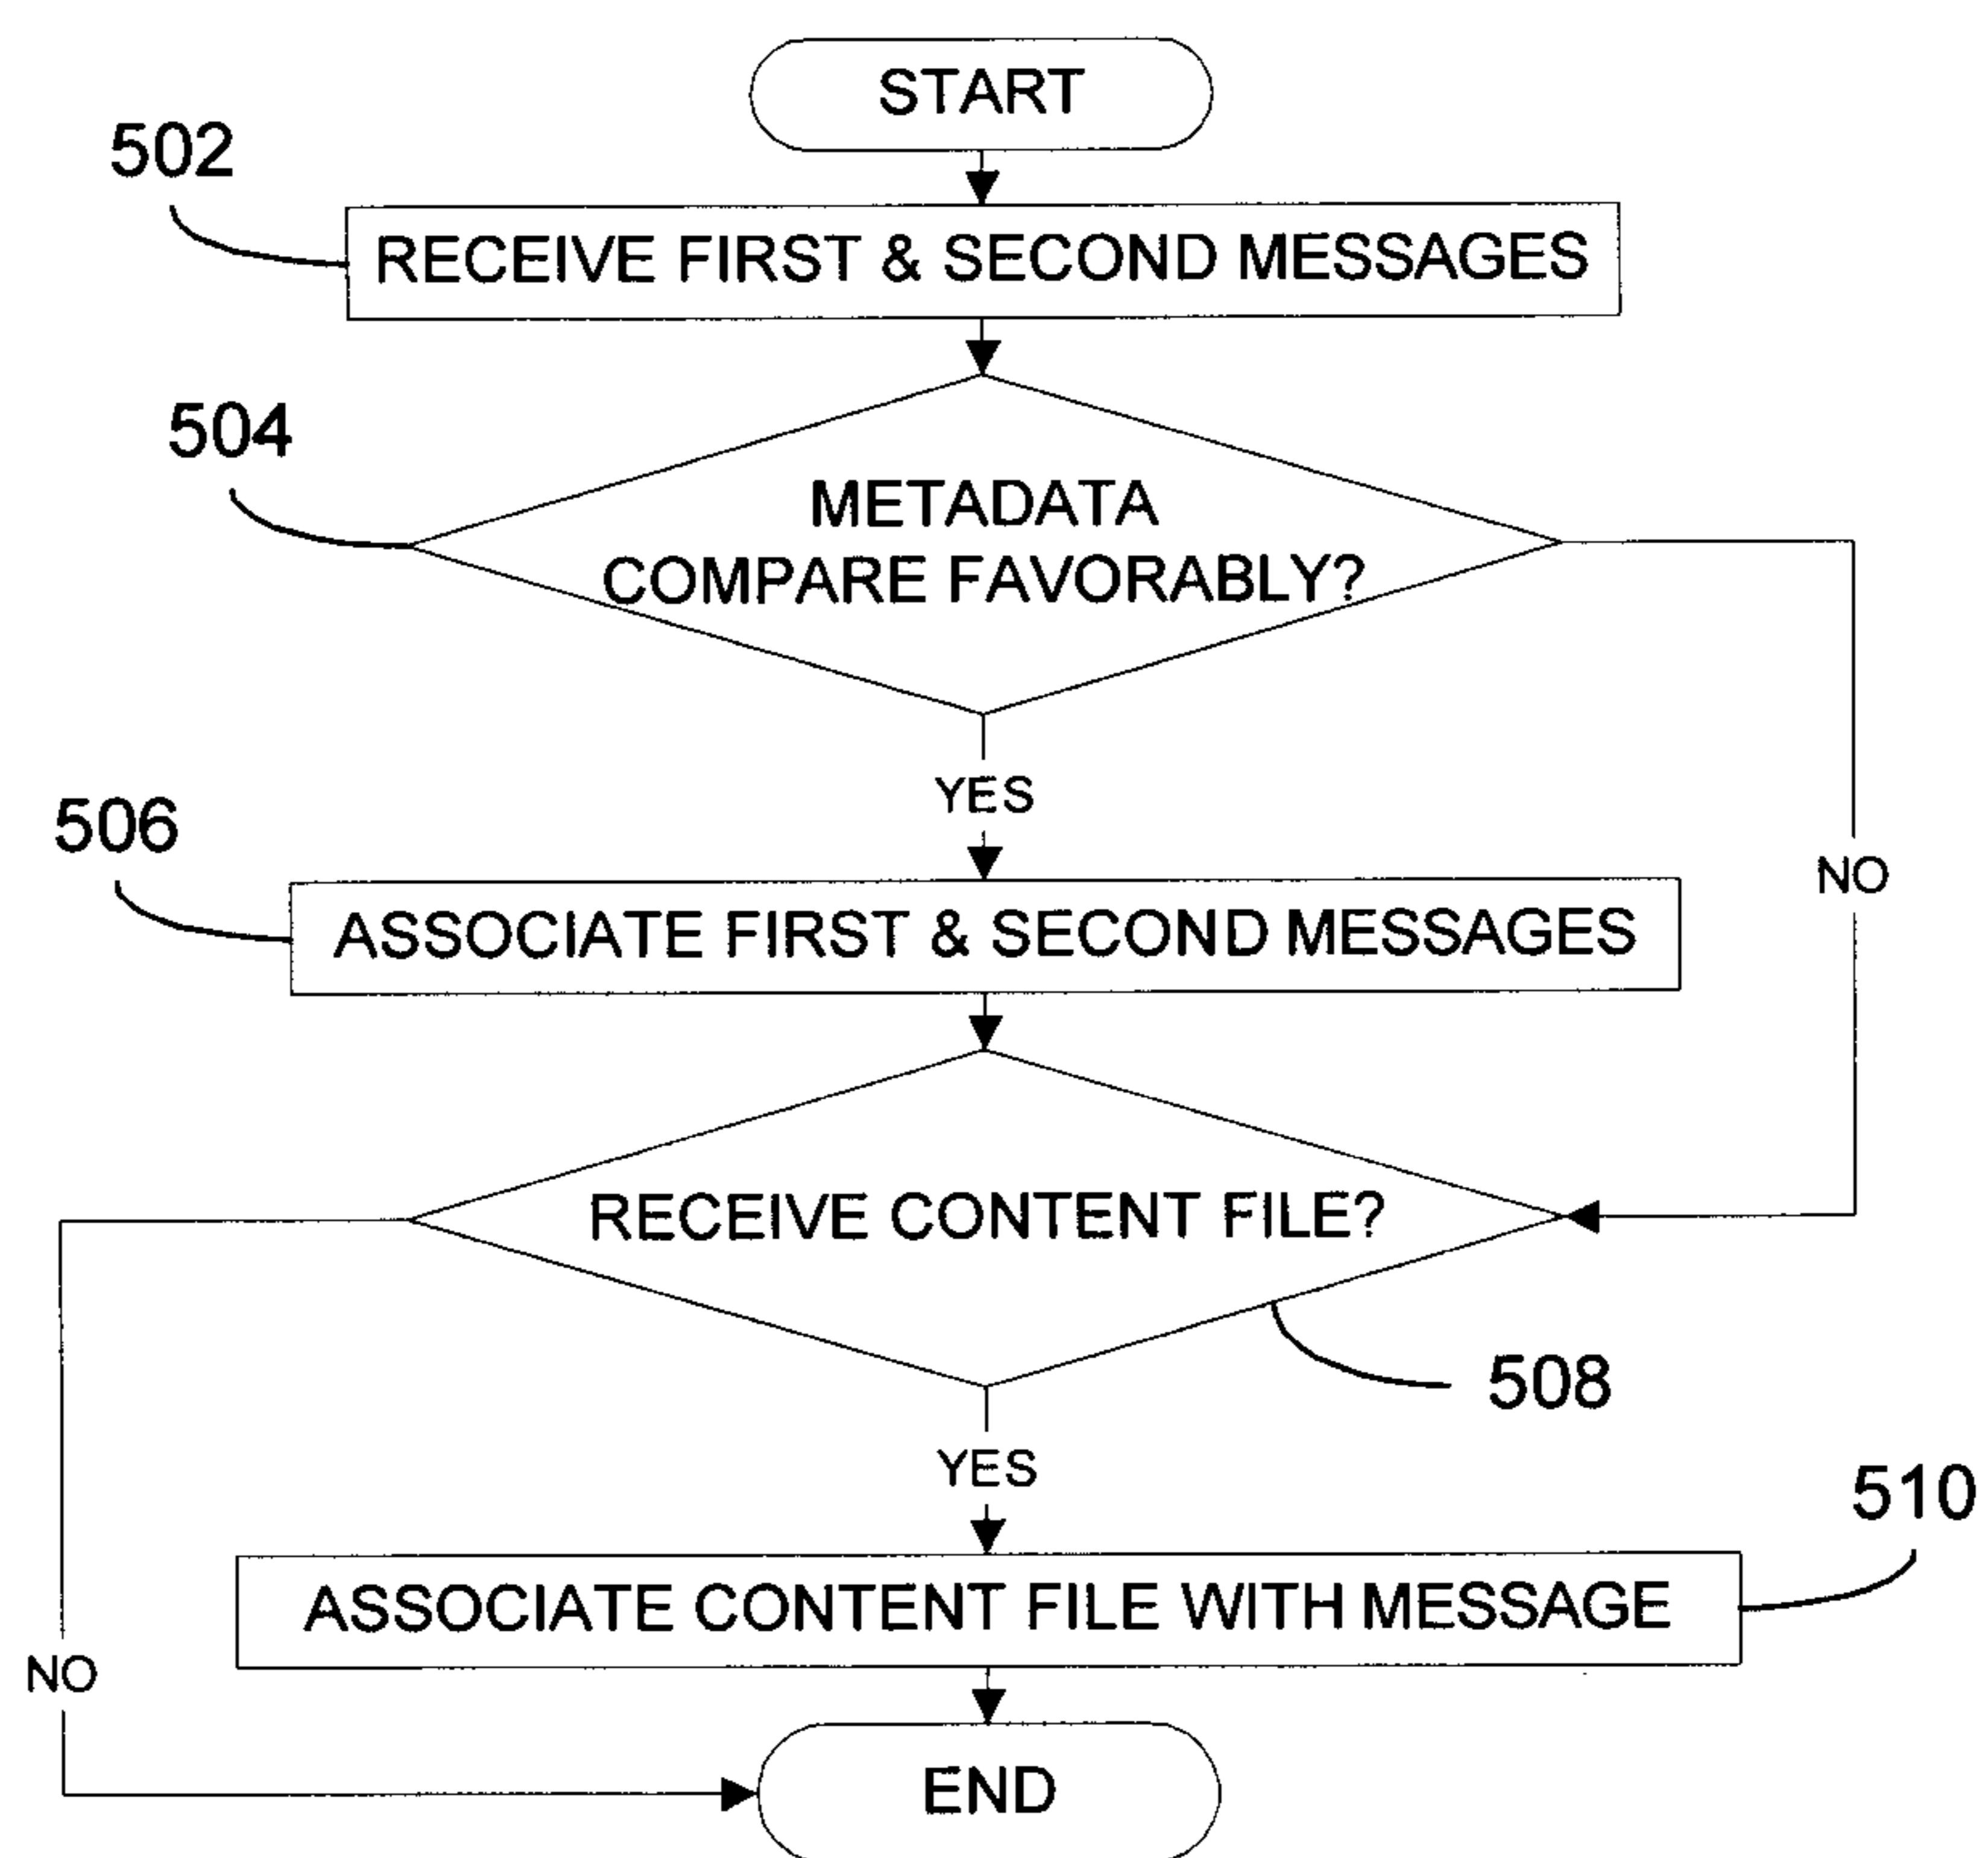 START
502
RECEIVE FIRST & SECOND MESSAGES
504
METADATA
COMPARE FAVORABLY?
YES
506
NO
ASSOCIATE FIRST & SECOND MESSAGES
RECEIVE CONTENT FILE?
508
YES
510
ASSOCIATE CONTENT FILE WITH MESSAGE
NO
END